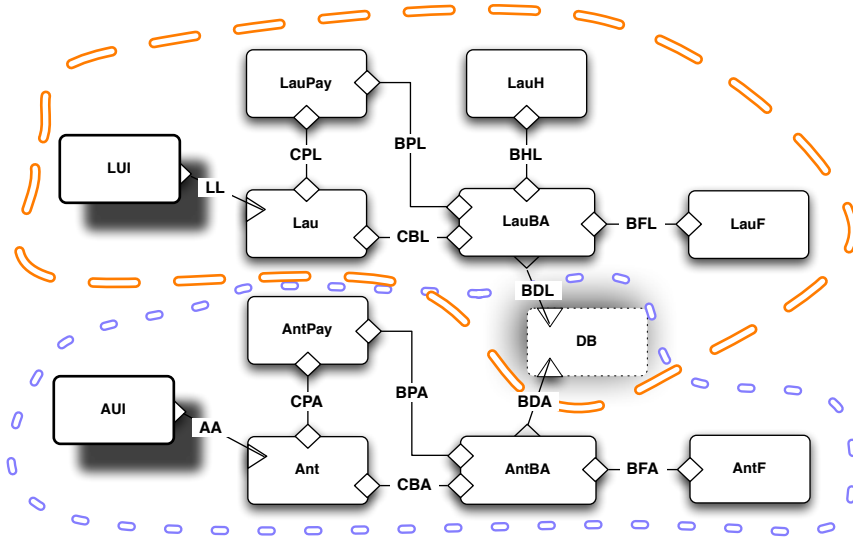 LauPay
LauH
BPL
CPL
BHL
LUI
LL
Lau
CBL
LauBA
BFL
LauF
BDL
AntPay
DB
BPA
CPA
BDA
AUI
AA
Ant
CBA
AntBA
BFA
AntF